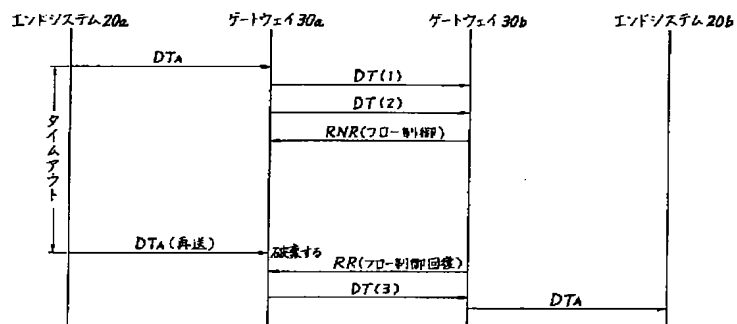 エンドシステム20a
ゲートウェイ30a
ゲートウェイ30b
エンドシステム20b
DTA
DT(1)
DT(2)
RNR(フロー制御)
タイムアウト
DTA(再送)
破棄する
RR(フロー制御回復)
DT(3)
DTA